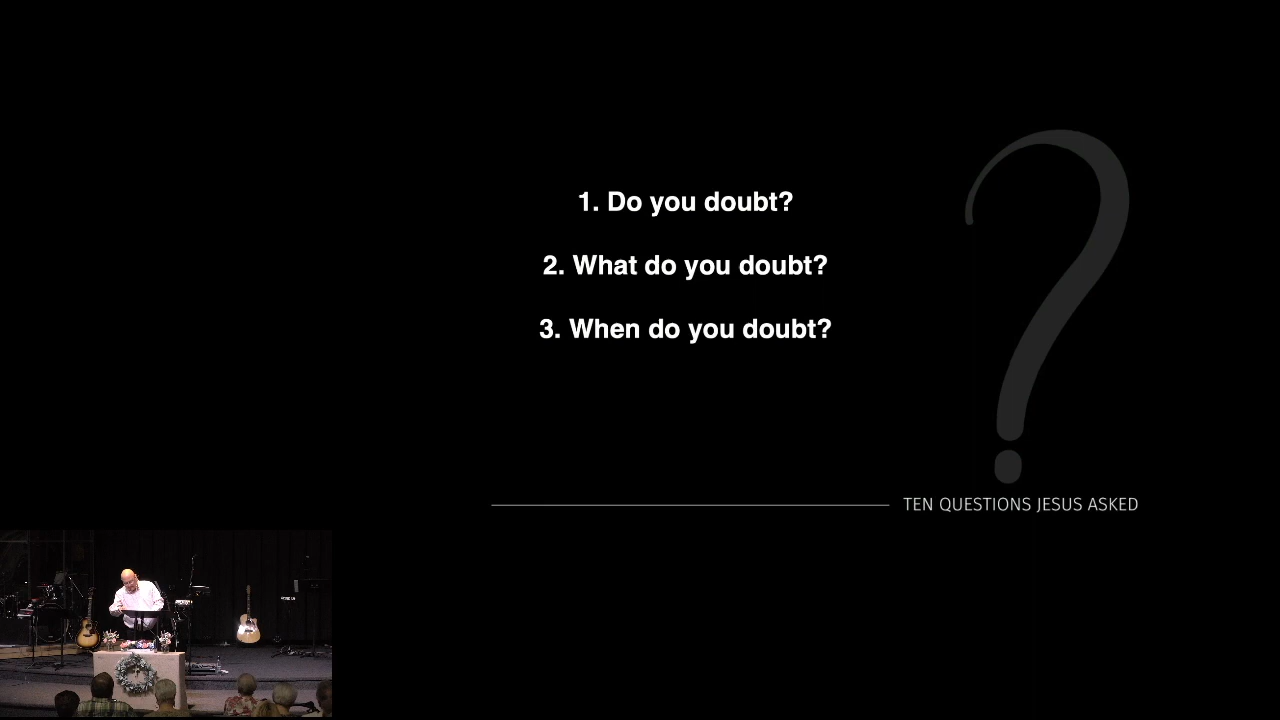 1. Do you doubt?
2. What do you doubt?
3. When do you doubt?
TEN QUESTIONS JESUS ASKED